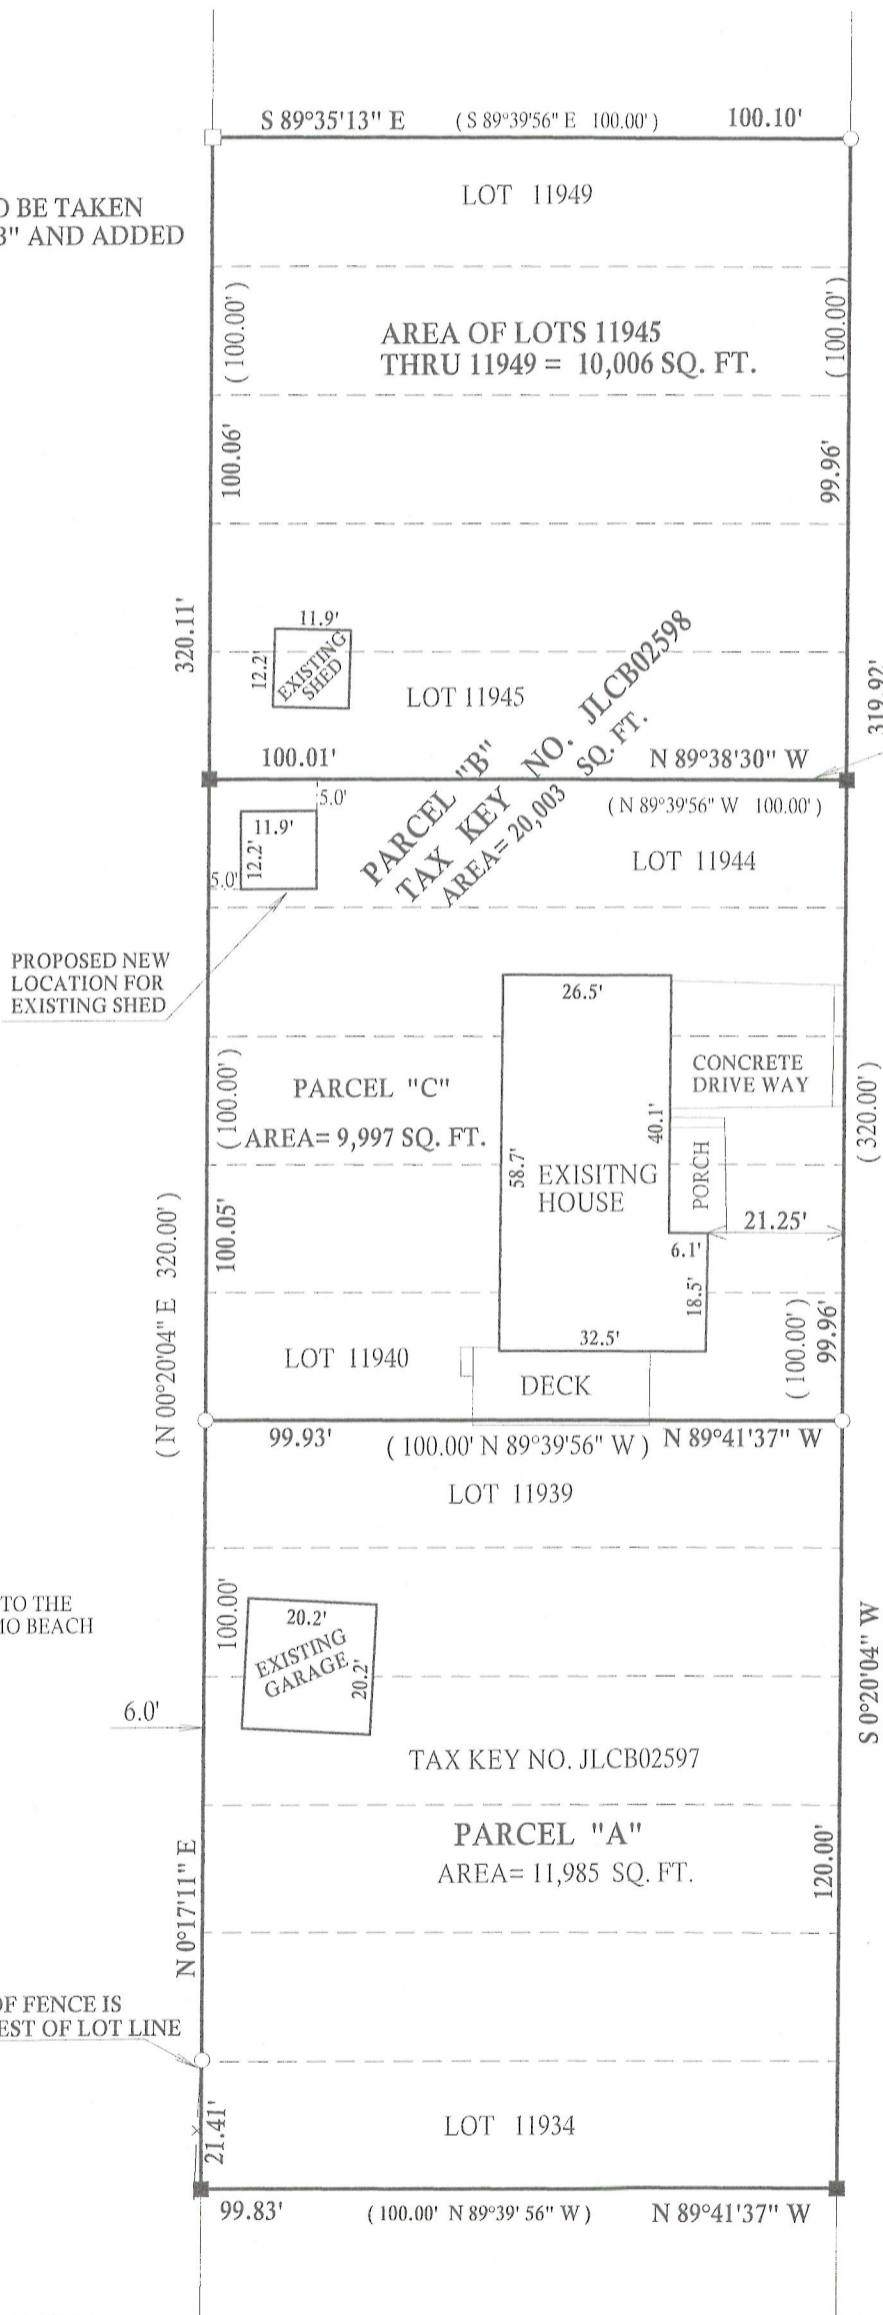 S 89°35'13" E (S 89°39'56" E 100.00') 100.10'
LOT 11949
BE TAKEN
AND ADDED
(100.00')
(100.00')
AREA OF LOTS 11945
THRU 11949 = 10,006 SQ. FT.
100.06'
99.96'
320.11'
11.9'
12.2'
EXISTING
SHED
LOT 11945
319.92'
100.01'
N 89°38'30" W
PARCEL "B"
TAX KEY NO. JLCB02598
AREA= 20,003 SQ. FT.
5.0'
(N 89°39'56" W 100.00')
11.9'
12.2'
5.0'
LOT 11944
PROPOSED NEW
LOCATION FOR
EXISTING SHED
26.5'
CONCRETE
DRIVE WAY
(100.00')
PARCEL "C"
AREA= 9,997 SQ. FT.
40.1'
(320.00')
58.7'
EXISITNG
HOUSE
PORCH
21.25'
6.1'
100.05'
(N 00°20'04" E 320.00')
18.5'
32.5'
(100.00')
99.96'
LOT 11940
DECK
99.93' (100.00' N 89°39'56" W) N 89°41'37" W
LOT 11939
TO THE
BEACH
100.00'
20.2'
EXISTING
GARAGE
20.2'
S 0°20'04" W
6.0'
TAX KEY NO. JLCB02597
PARCEL "A"
AREA= 11,985 SQ. FT.
120.00'
N 0°17'11" E
OF FENCE IS
OF LOT LINE
21.41'
LOT 11934
99.83' (100.00' N 89°39' 56" W) N 89°41'37" W